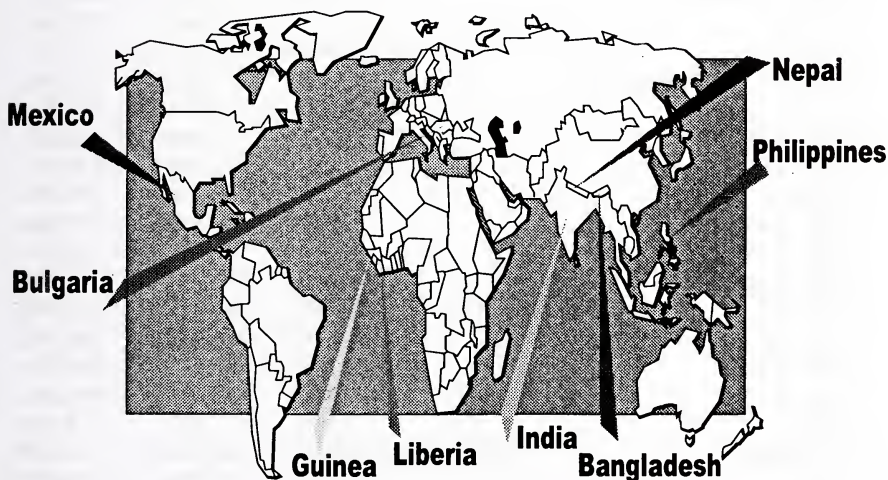 Nepal
Mexico
Philippines
Bulgaria
India
Liberia
Guinea
Bangladesh